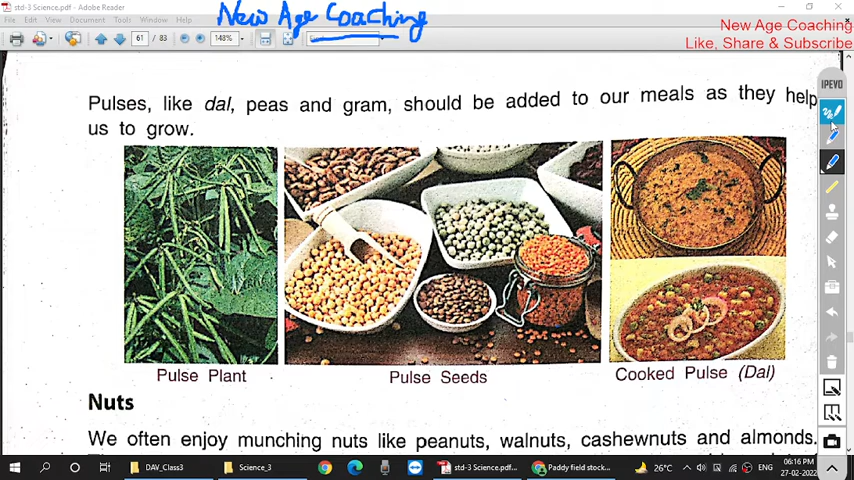 std-3 Science.pdf - Adobe Reader
File Edit View Document Tools Window Help
New Age Coaching
New Age Coaching
Like, Share & Subscribe
61 / 83 148%
IPEVO
Pulses, like dal, peas and gram, should be added to our meals as they help
us to grow.
Pulse Plant
Pulse Seeds
Cooked Pulse (Dal)
Nuts
We often enjoy munching nuts like peanuts, walnuts, cashewnuts and almonds.
DAV_Class3
Science_3
std-3 Science.pdf...
Paddy field stock...
26°C
ENG
06:16 PM
27-02-2022